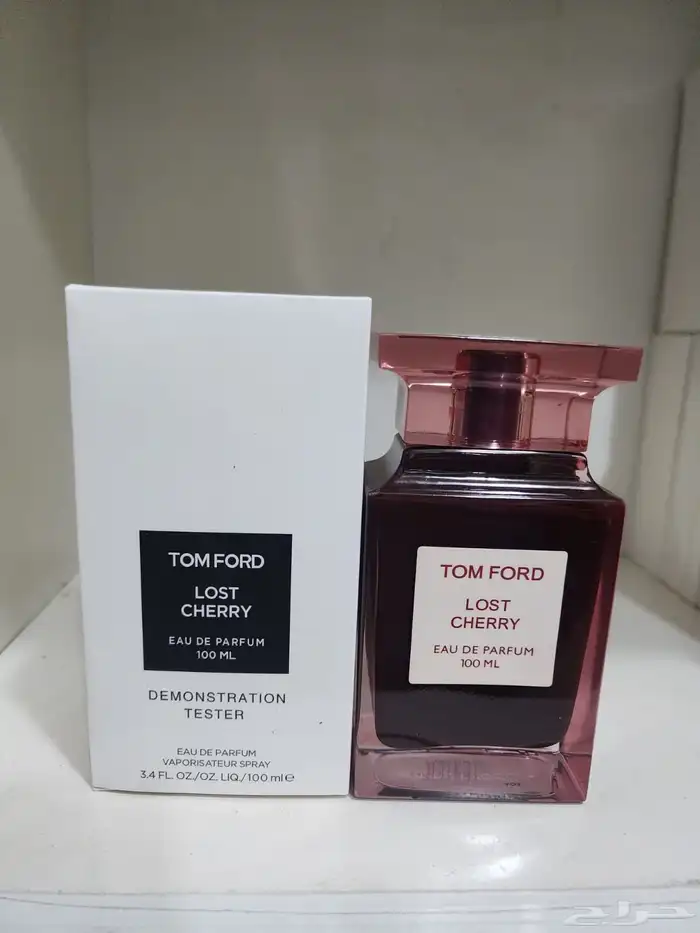 TOM FORD
LOST
CHERRY
EAU DE PARFUM
100 ML
DEMONSTRATION
TESTER
EAU DE PARFUM
VAPORISATEUR SPRAY
3.4 FL. OZ./OZ. LIQ./100 ml e
TOM FORD
LOST
CHERRY
EAU DE PARFUM
100 ML
حراج